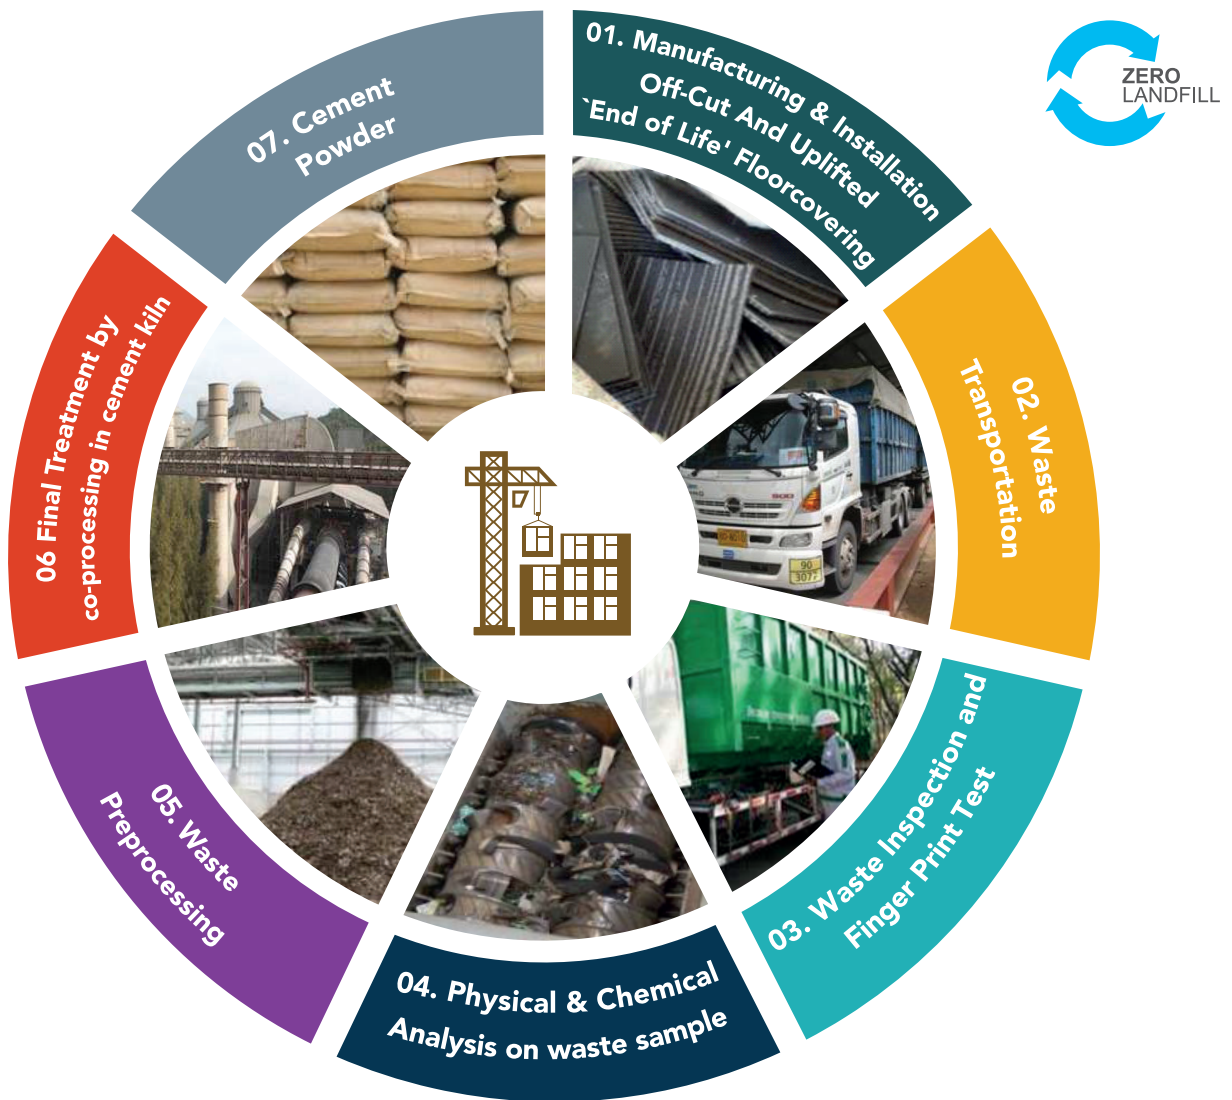 01. Manufacturing & Installation
Off-Cut And Uplifted
`End of Life' Floorcovering
ZERO
LANDFILL
02. Waste
Transportation
03. Waste Inspection and
Finger Print Test
04. Physical & Chemical
Analysis on waste sample
05. Waste
Preprocessing
06 Final Treatment by
co-processing in cement kiln
07. Cement
Powder
90
3077